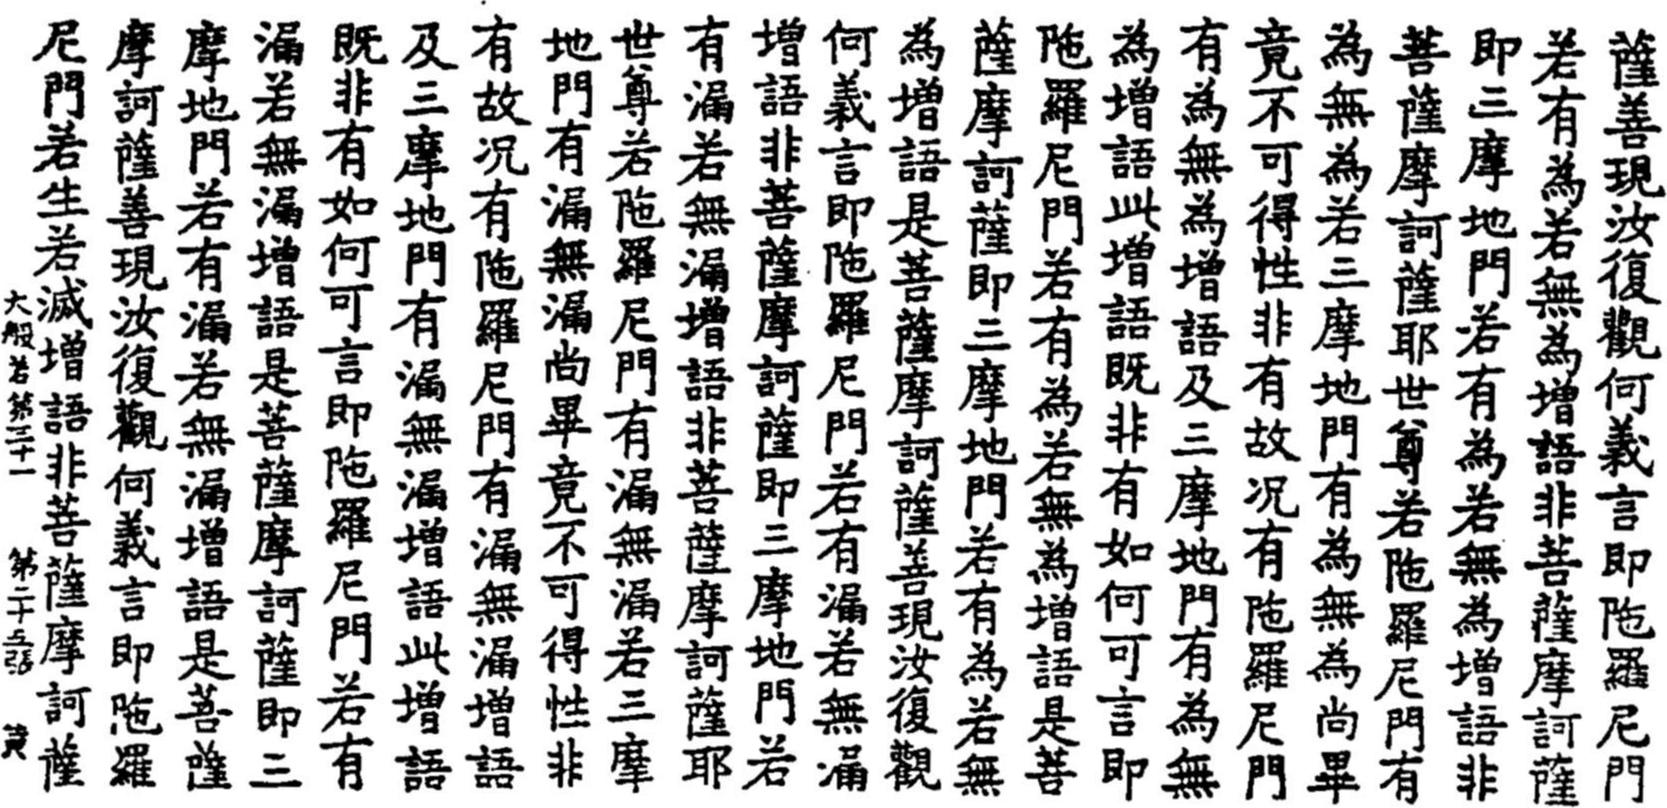 薩善現汝復觀何義言即陁羅尼門
若有為若無為增語非菩薩摩訶薩
即三摩地門若有為若無為增語非
菩薩摩訶薩耶世尊若陁羅尼門有
為無為若三摩地門有為無為尚畢
竟不可得性非有故況有陁羅尼門
有為無為增語及三摩地門有為無
為增語此增語既非有如何可言即
陁羅尼門若有為若無為增語是菩
薩摩訶薩即三摩地門若有為若無
為增語是菩薩摩訶薩善現汝復觀
何義言即陁羅尼門若有漏若無漏
增語非菩薩摩訶薩即三摩地門若
有漏若無漏增語非菩薩摩訶薩耶
世尊若陁羅尼門有漏無漏若三摩
地門有漏無漏尚畢竟不可得性非
有故況有陁羅尼門有漏無漏增語
及三摩地門有漏無漏增語此增語
既非有如何可言即陁羅尼門若有
漏若無漏增語是菩薩摩訶薩即三
摩地門若有漏若無漏增語是菩薩
摩訶薩善現汝復觀何義言即陁羅
尼門若生若滅增語非菩薩摩訶薩
大般若第三十一 第二十五張 黃